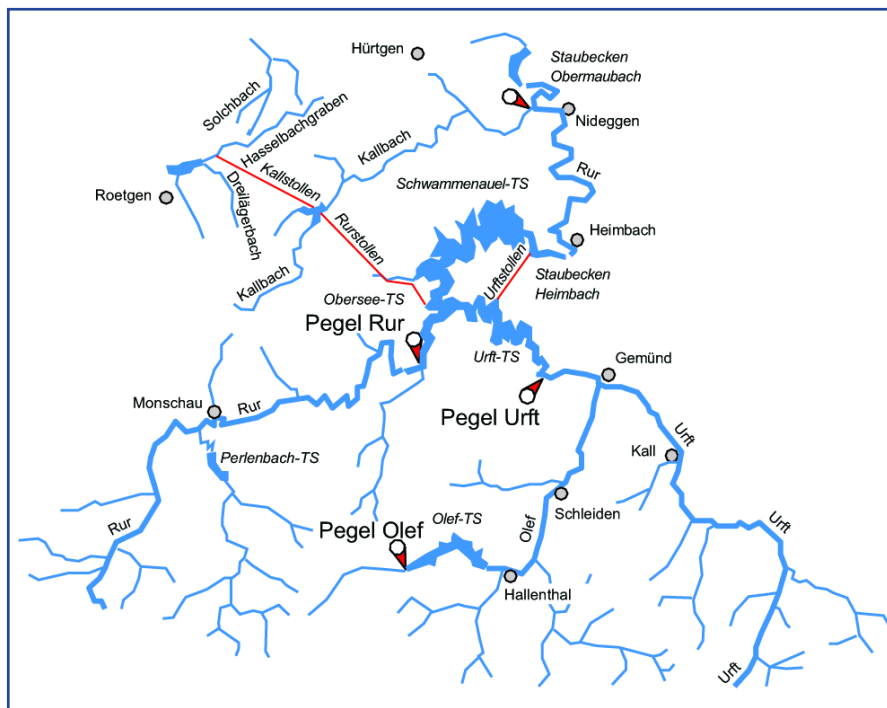 Hürtgen
Staubecken
Obermaubach
Solchbach
Hasselbachgraben
Nideggen
Kallbach
Kallstollen
Rur
Schwammenauel-TS
Roetgen
Dreilägerbach
Heimbach
Rurstollen
Urftstollen
Staubecken
Heimbach
Kallbach
Obersee-TS
Pegel Rur
Urft-TS
Gemünd
Monschau
Rur
Pegel Urft
Urft
Kall
Perlenbach-TS
Schleiden
Olef-TS
Olef
Urft
Rur
Pegel Olef
Hallenthal
Urft